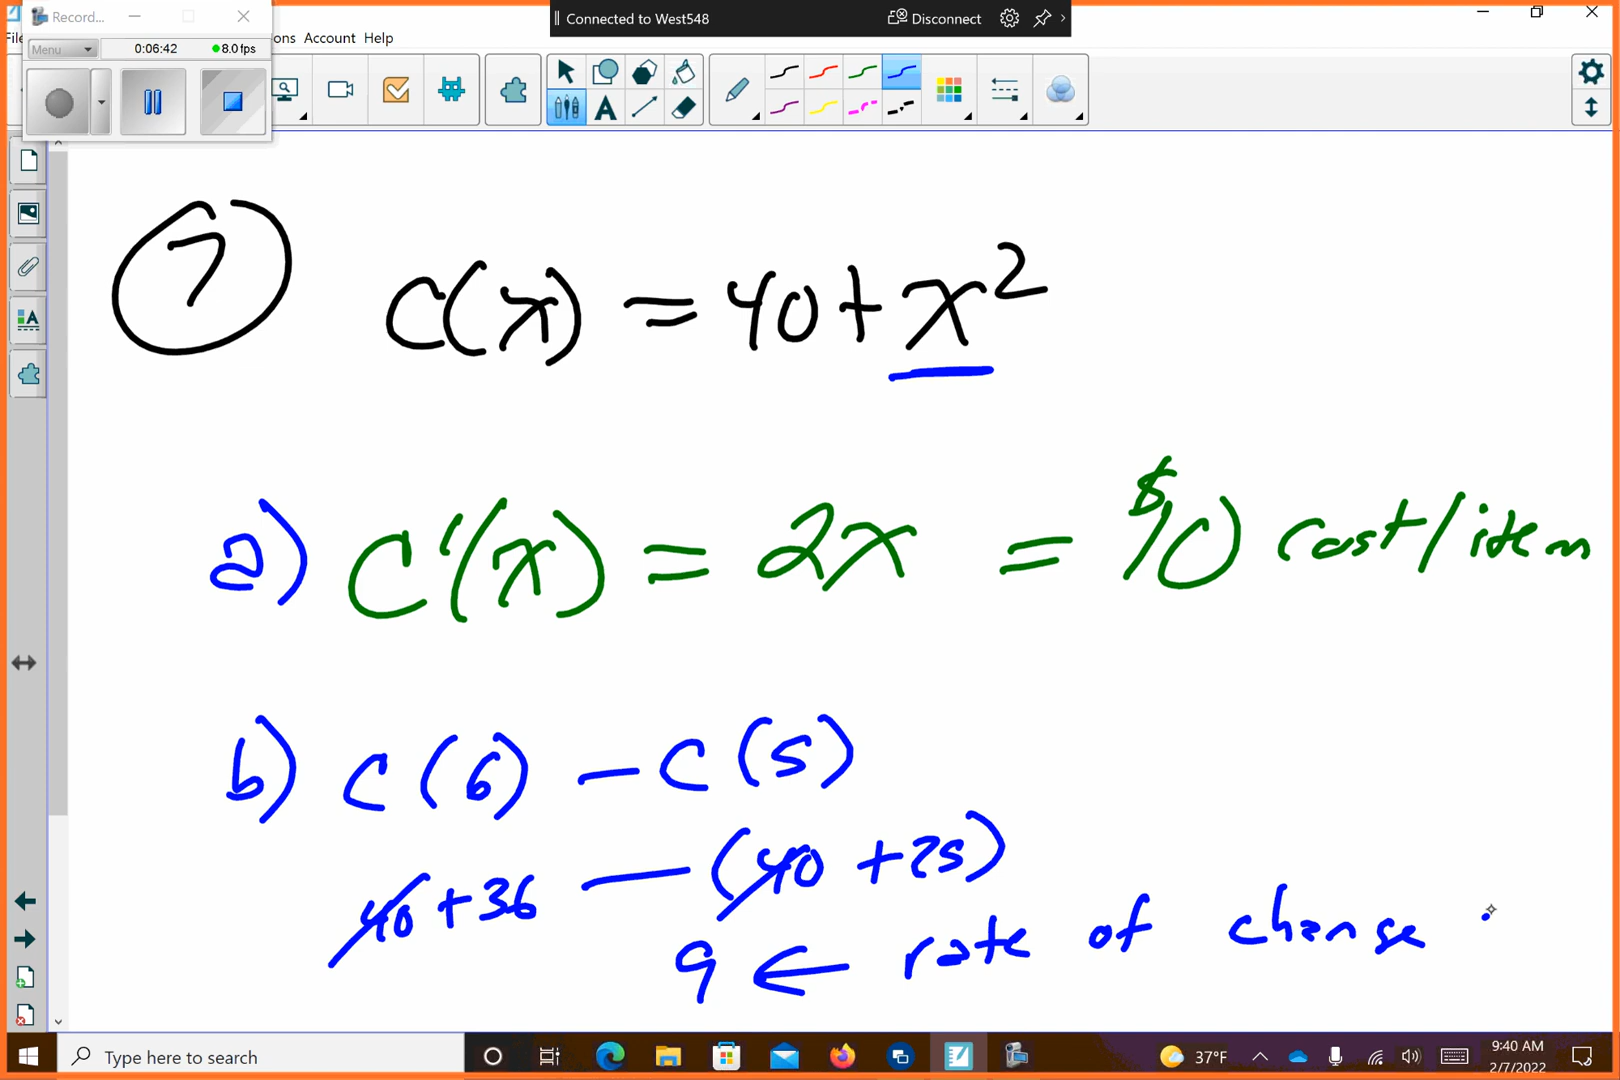 Record...
Connected to West548
Disconnect
Menu
0:06:42
8.0 fps
ons Account Help
7
C(x) = 40 + x²
a) C'(x) = 2x = $10 cost/item
b) C(6) - C(5)
40 + 36 - (40 + 25)
9 ← rate of change
Type here to search
37°F
9:40 AM
2/7/2022